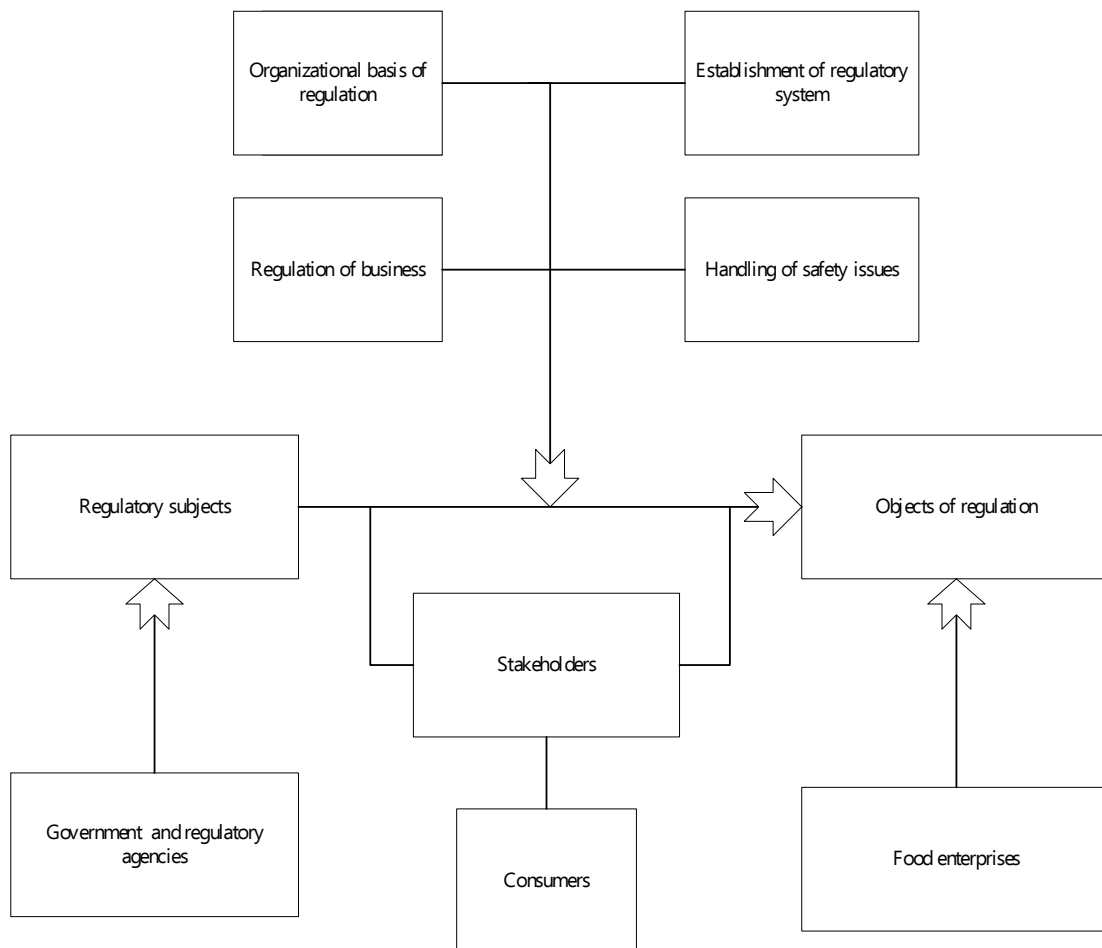 Organizational basis of
regulation
Establishment of regulatory
system
Regulation of business
Handling of safety issues
Regulatory subjects
Objects of regulation
Stakeholders
Government and regulatory
agencies
Consumers
Food enterprises